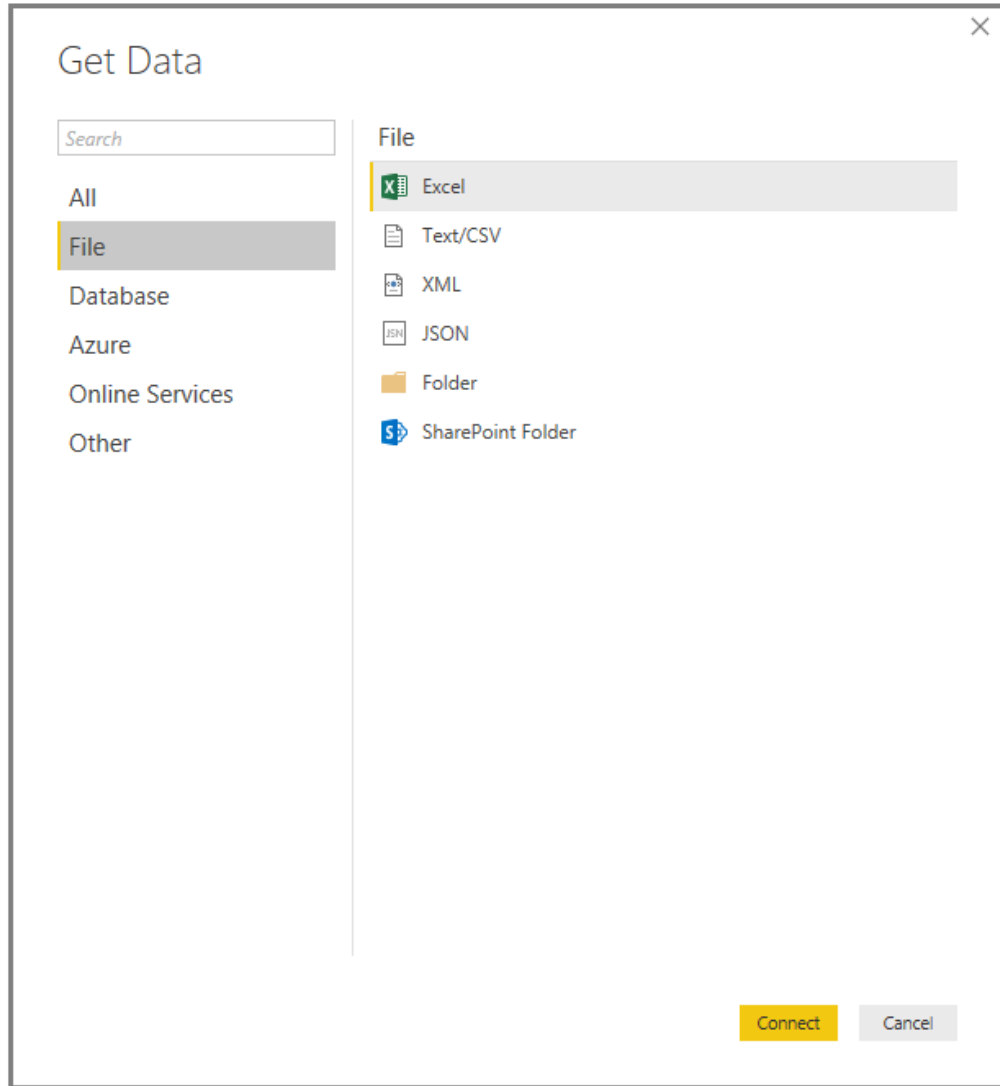 Get Data
Search
All
File
Database
Azure
Online Services
Other
File
Excel
Text/CSV
XML
JSN JSON
Folder
SharePoint Folder
Connect Cancel